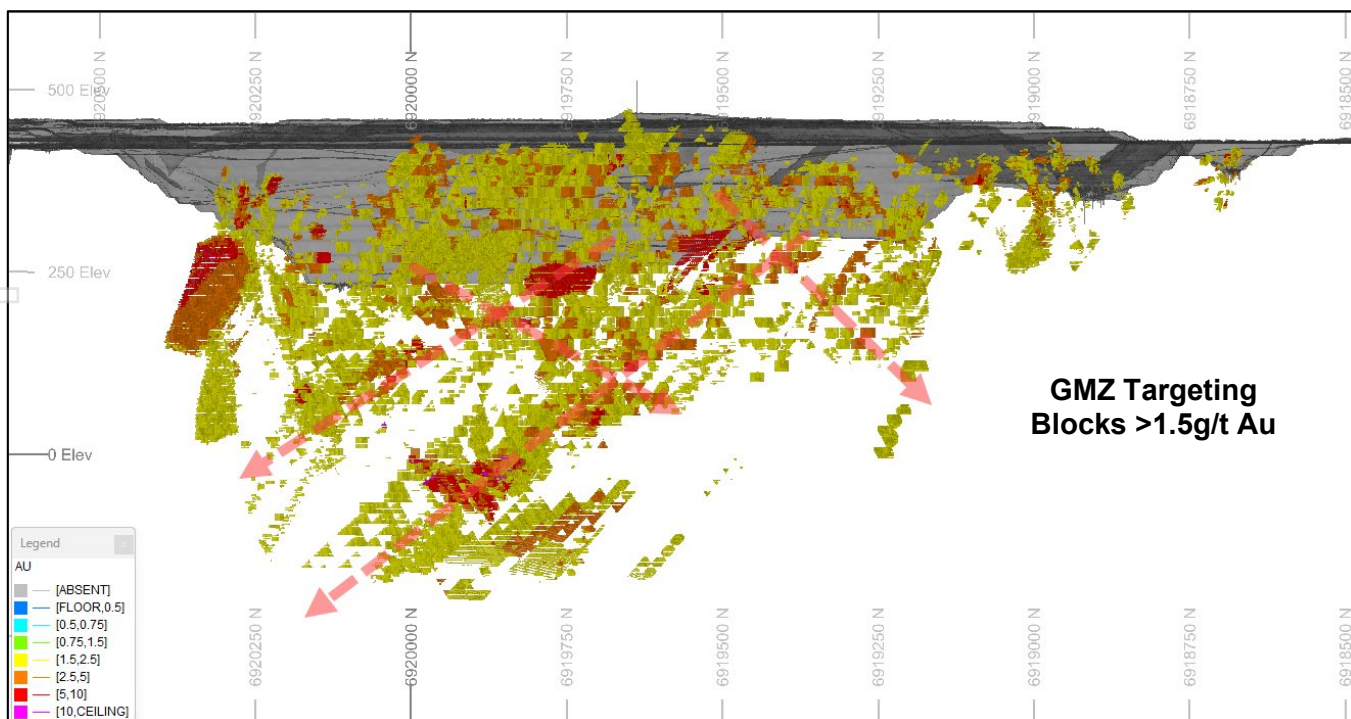 6920500 N
6920250 N
6920000 N
6919750 N
6919500 N
6919250 N
6919000 N
6918750 N
6918500 N
500 Elev
250 Elev
0 Elev
GMZ Targeting
Blocks >1.5g/t Au
Legend
AU
[ABSENT]
[FLOOR,0.5]
[0.5,0.75]
[0.75,1.5]
[1.5,2.5]
[2.5,5]
[5,10]
[10,CEILING]
6920250 N
6920000 N
6919750 N
6919500 N
6919250 N
6919000 N
6918750 N
6918500 N